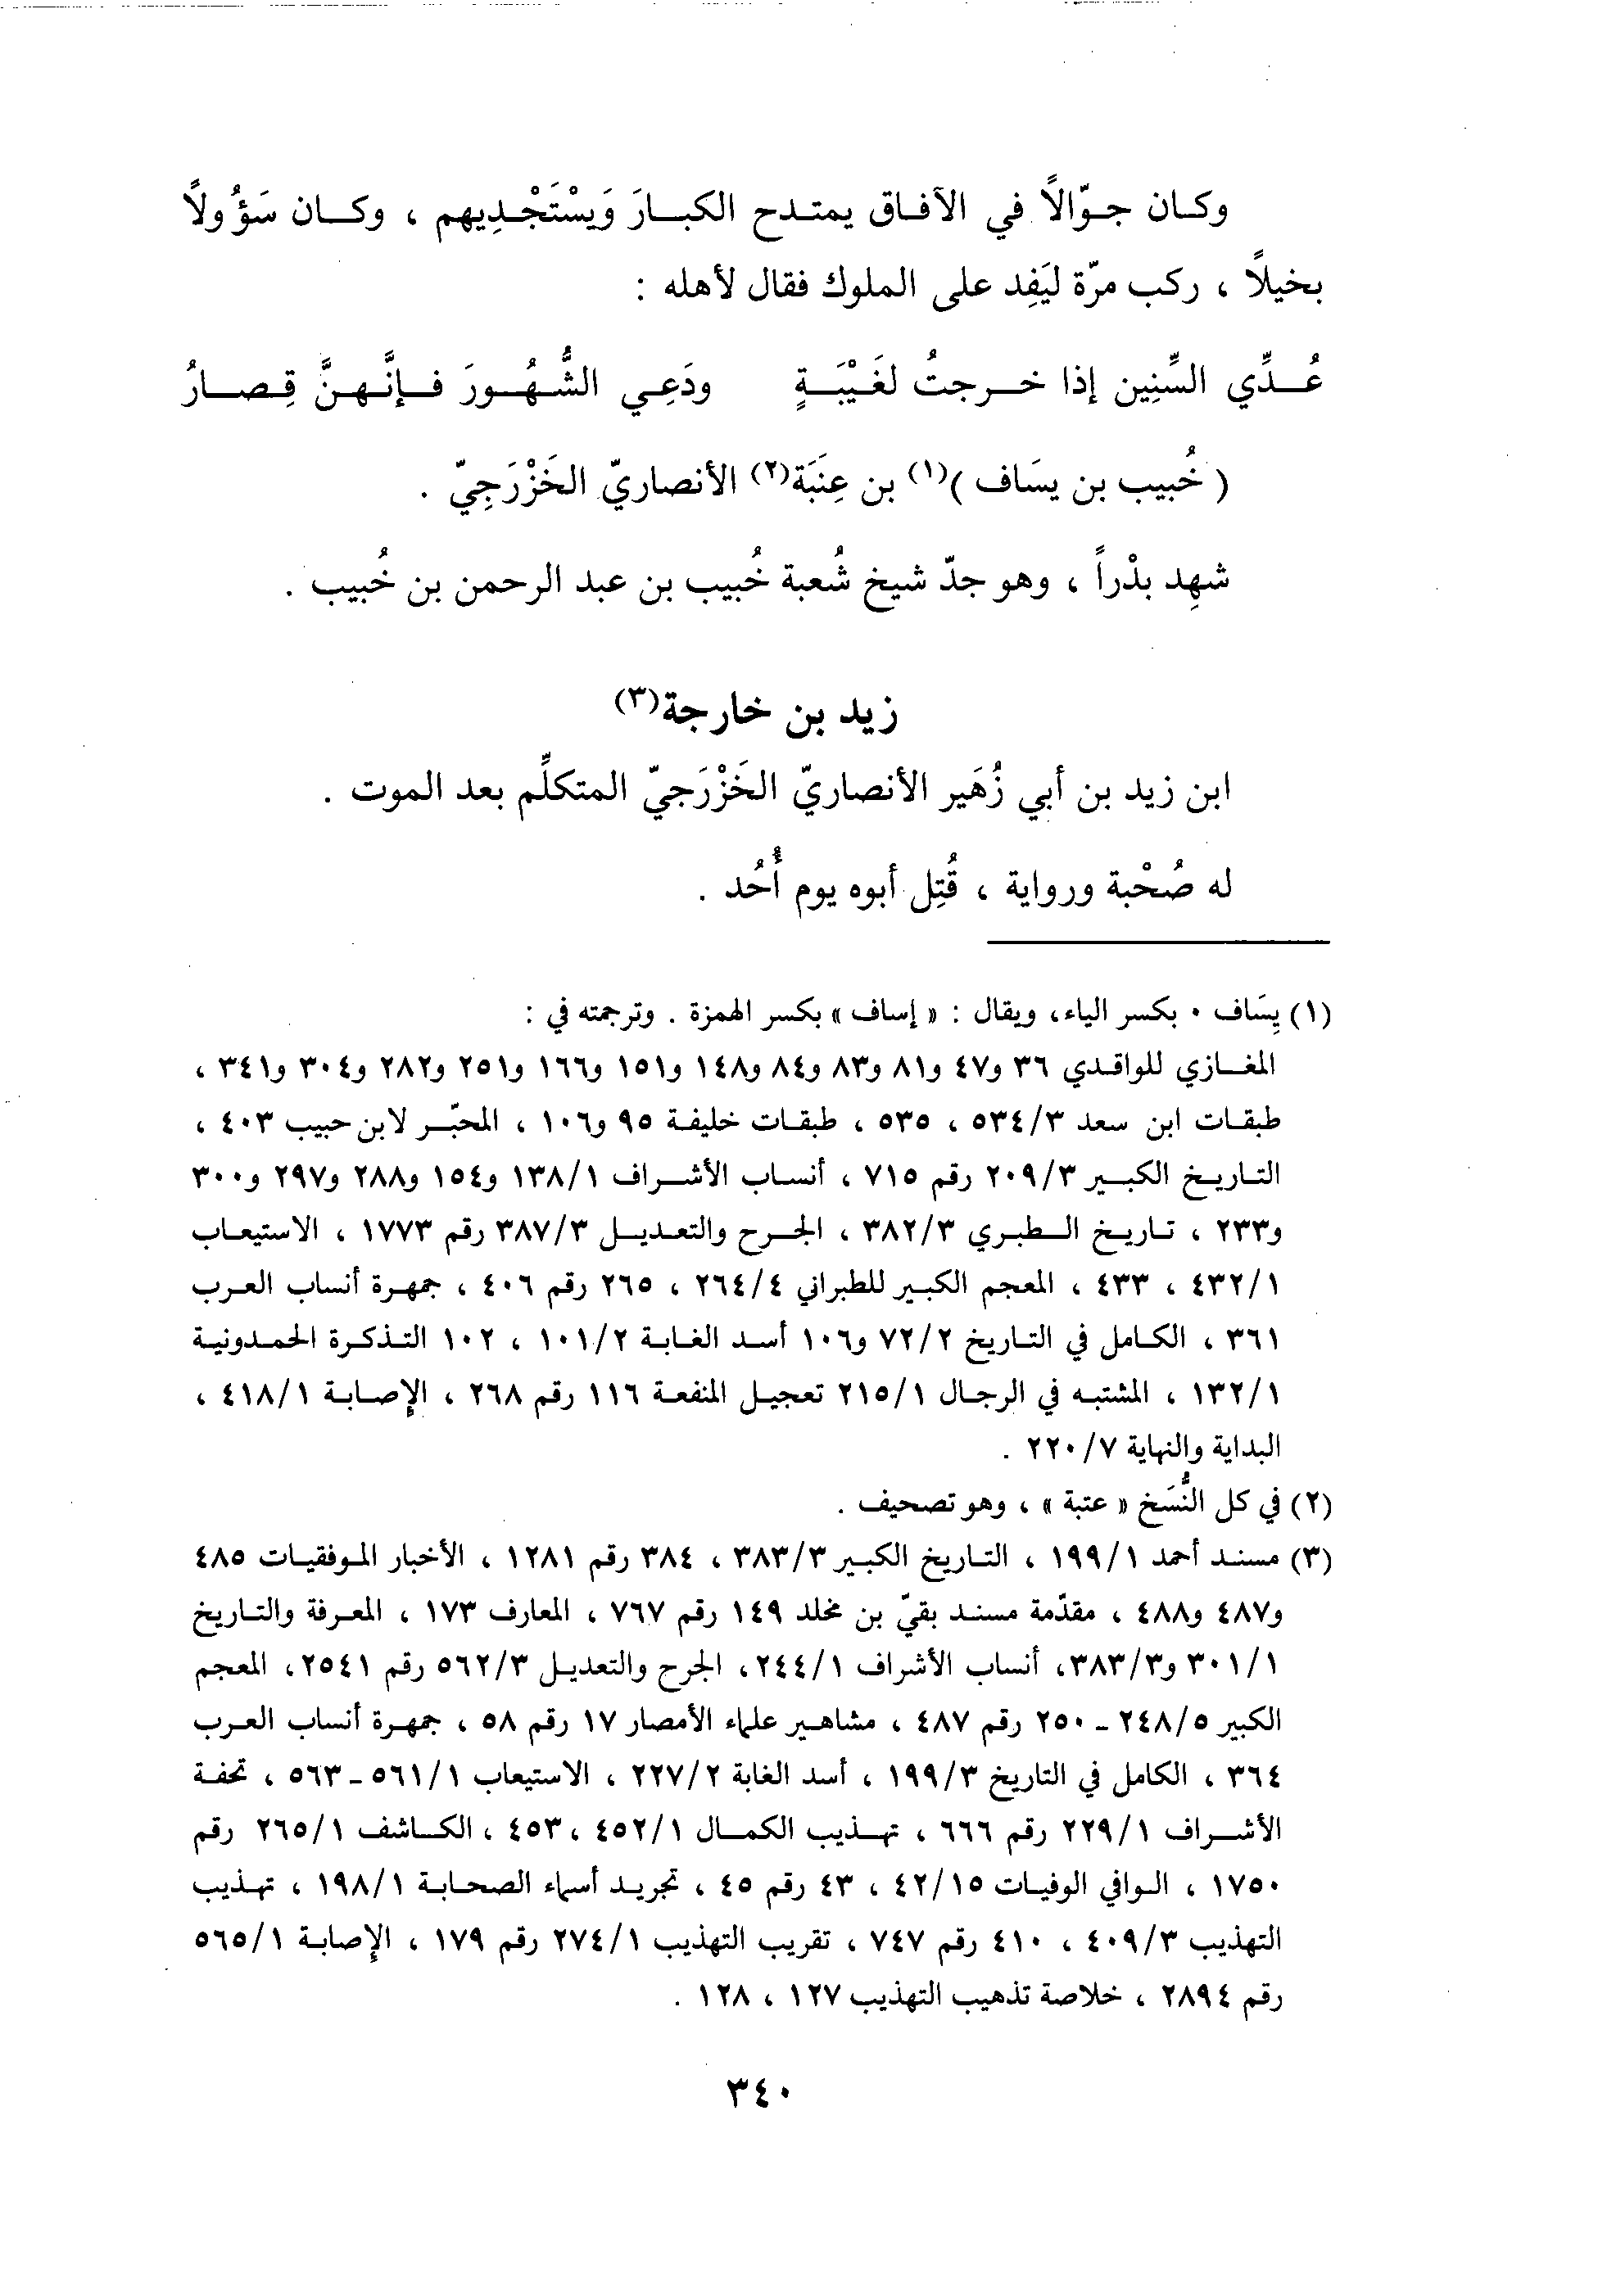 وكان جوّالاً في الآفاق يمتدح الكبارَ وَيسْتَجْدِيهم ، وكان سَؤُولاً
بخيلاً ، ركب مرّة ليَفِد على الملوك فقال لأهله :
عُدِّي السِّنِين إذا خرجتُ لغَيْبَةٍ ودَعِي الشُّهُورَ فإنَّهنَّ قِصارُ
( خُبيب بن يسَاف )(١) بن عِنَبَة(٢) الأنصاريّ الخَزْرَجِيّ .
شهِد بدْراً ، وهو جدّ شيخ شُعبة خُبيب بن عبد الرحمن بن خُبيب .
زيد بن خارجة(٣)
ابن زيد بن أبي زُهَير الأنصاريّ الخَزْرَجيّ المتكلِّم بعد الموت .
له صُحْبة ورواية ، قُتِل أبوه يوم أُحُد .
(١) يِسَاف ٠ بكسر الياء، ويقال : « إساف » بكسر الهمزة . وترجمته في :
المغازي للواقدي ٣٦ و٤٧ و٨١ و٨٣ و٨٤ و١٤٨ و١٥١ و١٦٦ و٢٥١ و٢٨٢ و٣٠٤ و٣٤١ ،
طبقات ابن سعد ٥٣٤/٣ ، ٥٣٥ ، طبقات خليفة ٩٥ و١٠٦ ، المحبّر لابن حبيب ٤٠٣ ،
التاريخ الكبير ٢٠٩/٣ رقم ٧١٥ ، أنساب الأشراف ١٣٨/١ و١٥٤ و٢٨٨ و٢٩٧ و٣٠٠
و٢٣٣ ، تاريخ الطبري ٣٨٢/٣ ، الجرح والتعديل ٣٨٧/٣ رقم ١٧٧٣ ، الاستيعاب
٤٣٢/١ ، ٤٣٣ ، المعجم الكبير للطبراني ٢٦٤/٤ ، ٢٦٥ رقم ٤٠٦ ، جمهرة أنساب العرب
٣٦١ ، الكامل في التاريخ ٧٢/٢ و١٠٦ أسد الغابة ١٠١/٢ ، ١٠٢ التذكرة الحمدونية
١٣٢/١ ، المشتبه في الرجال ٢١٥/١ تعجيل المنفعة ١١٦ رقم ٢٦٨ ، الإصابة ٤١٨/١ ،
البداية والنهاية ٢٢٠/٧ .
(٢) في كل النُّسَخ « عتبة » ، وهو تصحيف .
(٣) مسند أحمد ١٩٩/١ ، التاريخ الكبير ٣٨٣/٣ ، ٣٨٤ رقم ١٢٨١ ، الأخبار الموفقيات ٤٨٥
و٤٨٧ و٤٨٨ ، مقدّمة مسند بقيّ بن مخلد ١٤٩ رقم ٧٦٧ ، المعارف ١٧٣ ، المعرفة والتاريخ
٣٠١/١ و٣٨٣/٣، أنساب الأشراف ٢٤٤/١، الجرح والتعديل ٥٦٢/٣ رقم ٢٥٤١، المعجم
الكبير ٢٤٨/٥ - ٢٥٠ رقم ٤٨٧ ، مشاهير علماء الأمصار ١٧ رقم ٥٨ ، جمهرة أنساب العرب
٣٦٤ ، الكامل في التاريخ ١٩٩/٣ ، أسد الغابة ٢٢٧/٢ ، الاستيعاب ٥٦١/١ - ٥٦٣ ، تحفة
الأشراف ٢٢٩/١ رقم ٦٦٦ ، تهذيب الكمال ٤٥٢/١ ، ٤٥٣ ، الكاشف ٢٦٥/١ رقم
١٧٥٠ ، الوافي الوفيات ٤٢/١٥ ، ٤٣ رقم ٤٥ ، تجريد أسماء الصحابة ١٩٨/١ ، تهذيب
التهذيب ٤٠٩/٣ ، ٤١٠ رقم ٧٤٧ ، تقريب التهذيب ٢٧٤/١ رقم ١٧٩ ، الإصابة ٥٦٥/١
رقم ٢٨٩٤ ، خلاصة تذهيب التهذيب ١٢٧ ، ١٢٨ .
٣٤٠